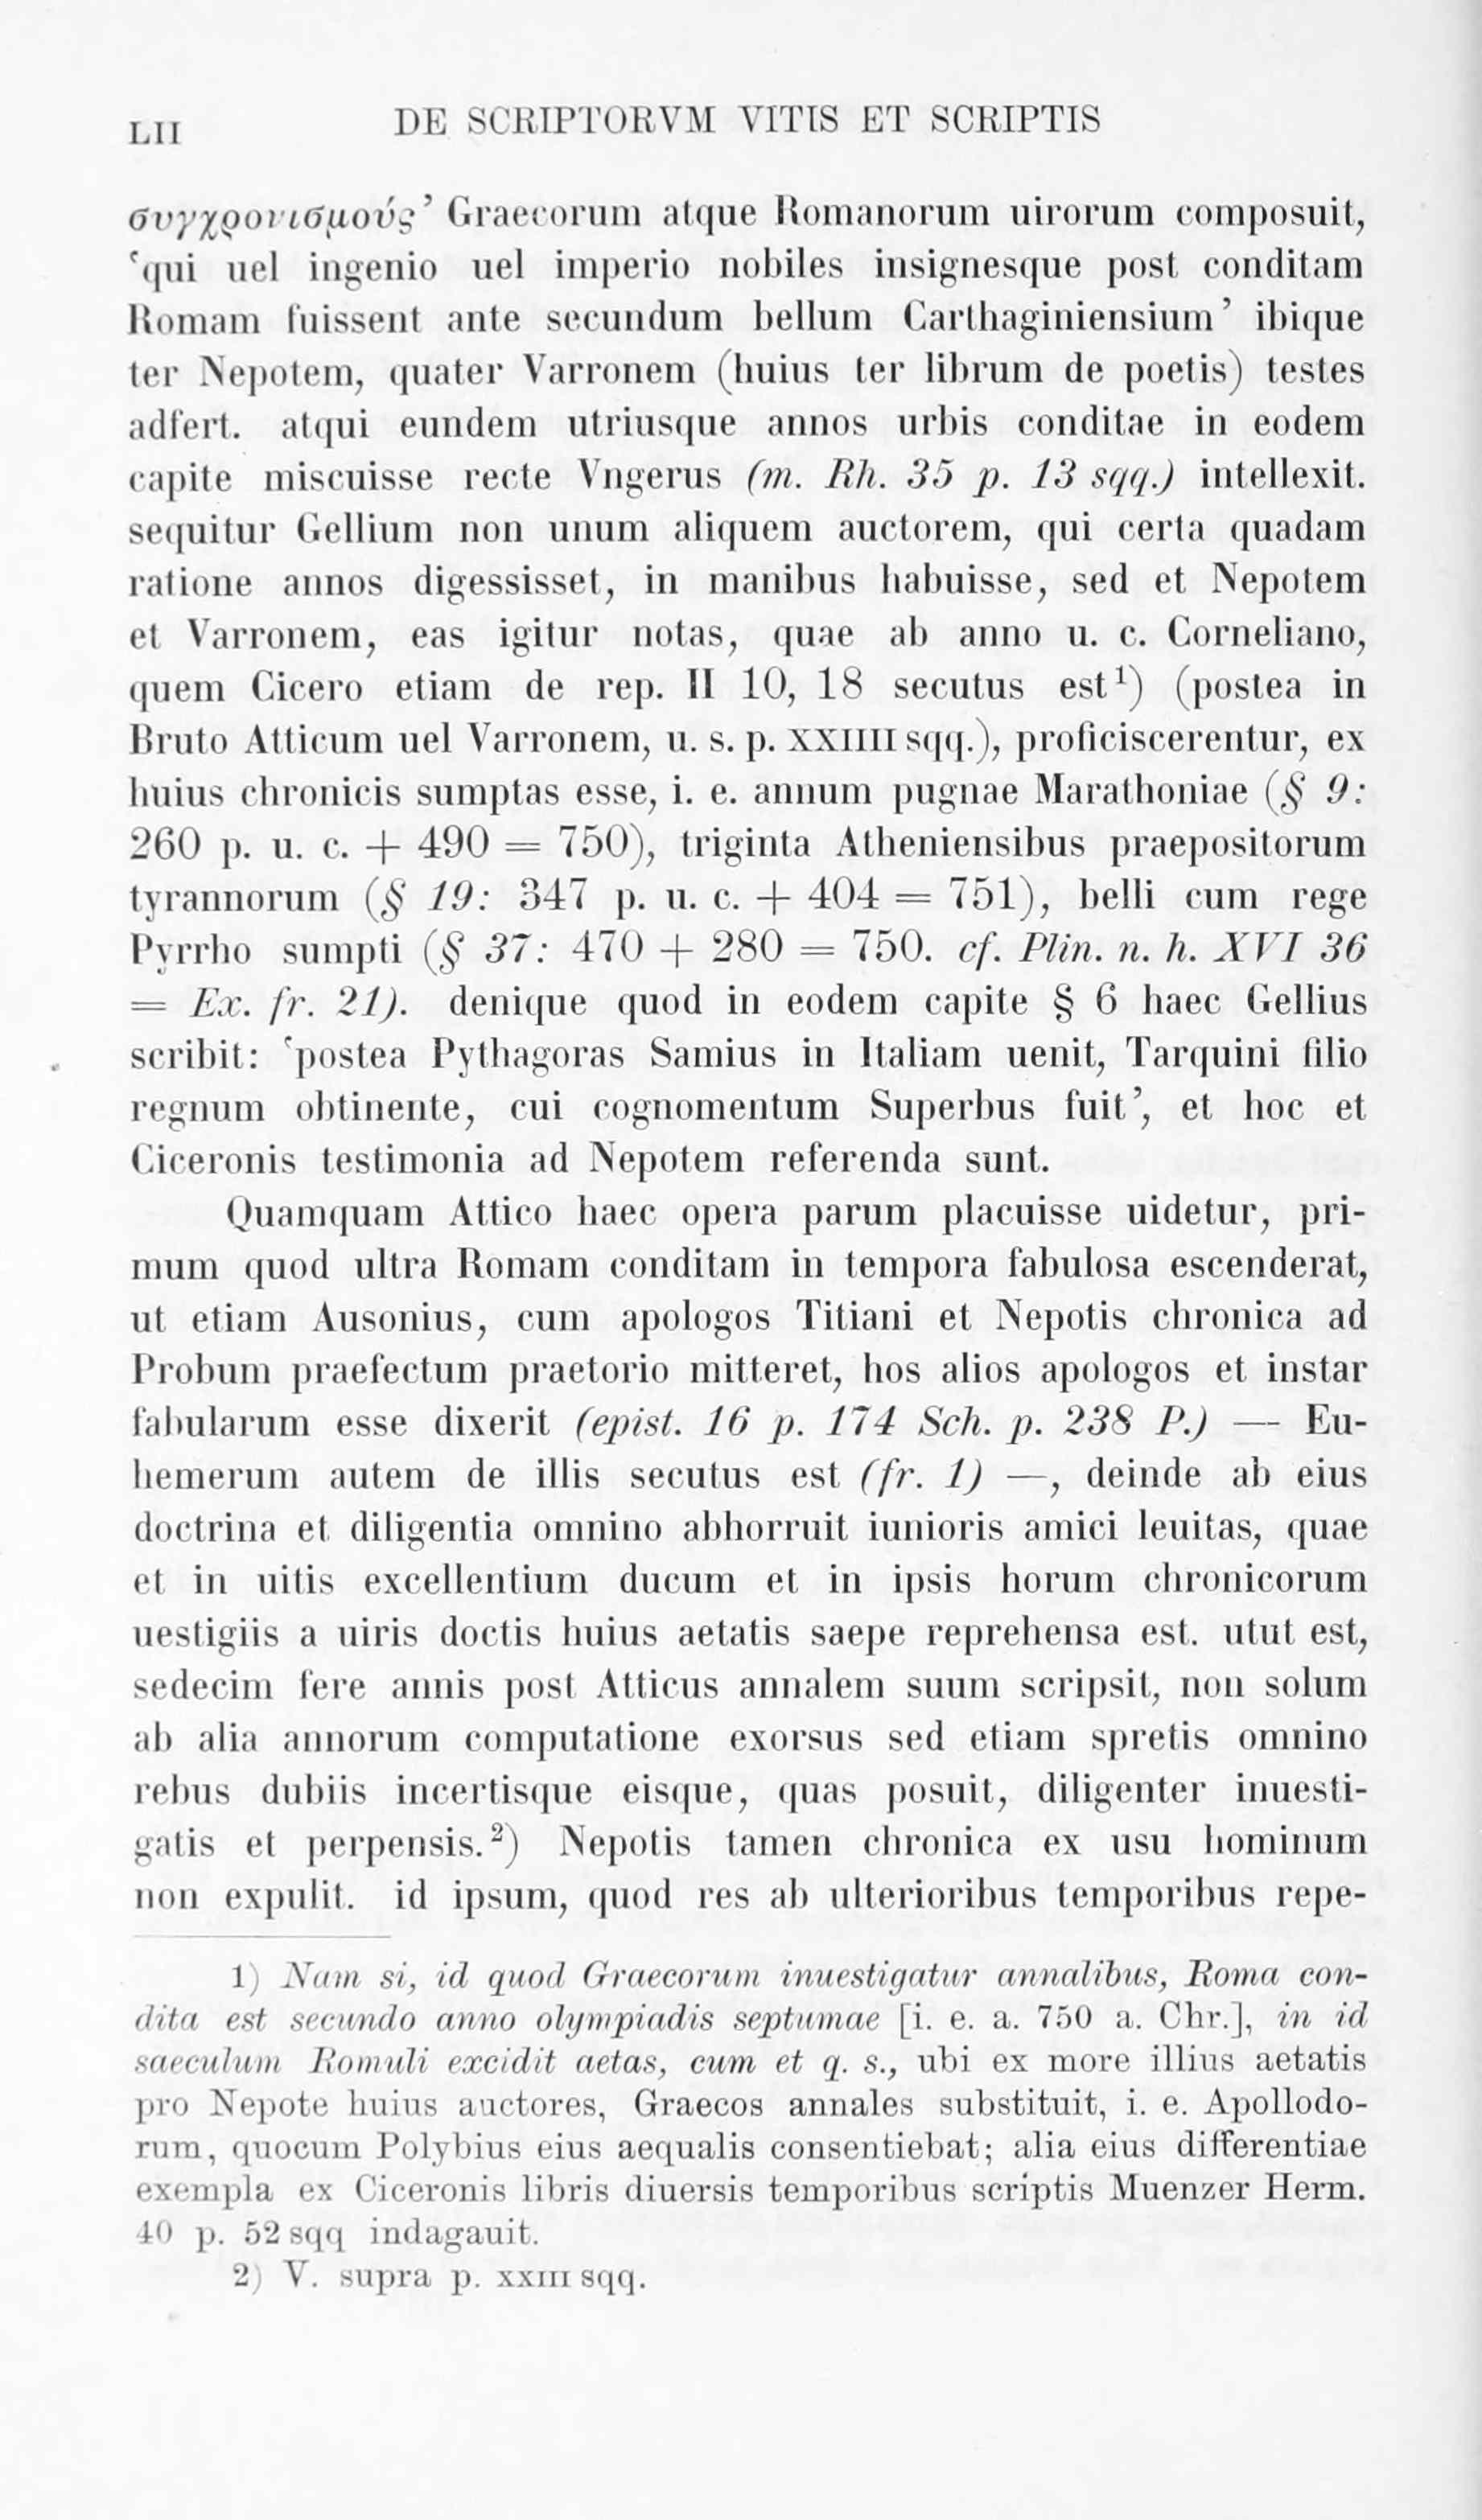 LII
DE SCRIPTORVM VITIS ET SCRIPTIS
συγχρονισμούς’ Graecorum atque Romanorum uirorum composuit,
‘qui uel ingenio uel imperio nobiles insignesque post conditam
Romam fuissent ante secundum bellum Carthaginiensium’ ibique
ter Nepotem, quater Varronem (huius ter librum de poetis) testes
adfert. atqui eundem utriusque annos urbis conditae in eodem
capite miscuisse recte Vngerus (m. Rh. 35 p. 13 sqq.) intellexit.
sequitur Gellium non unum aliquem auctorem, qui certa quadam
ratione annos digessisset, in manibus habuisse, sed et Nepotem
et Varronem, eas igitur notas, quae ab anno u. c. Corneliano,
quem Cicero etiam de rep. II 10, 18 secutus est¹) (postea in
Bruto Atticum uel Varronem, u. s. p. XXIIII sqq.), proficiscerentur, ex
huius chronicis sumptas esse, i. e. annum pugnae Marathoniae (§ 9:
260 p. u. c. + 490 = 750), triginta Atheniensibus praepositorum
tyrannorum (§ 19: 347 p. u. c. + 404 = 751), belli cum rege
Pyrrho sumpti (§ 37: 470 + 280 = 750. cf. Plin. n. h. XVI 36
= Ex. fr. 21). denique quod in eodem capite § 6 haec Gellius
scribit: ‘postea Pythagoras Samius in Italiam uenit, Tarquini filio
regnum obtinente, cui cognomentum Superbus fuit’, et hoc et
Ciceronis testimonia ad Nepotem referenda sunt.
Quamquam Attico haec opera parum placuisse uidetur, pri-
mum quod ultra Romam conditam in tempora fabulosa escenderat,
ut etiam Ausonius, cum apologos Titiani et Nepotis chronica ad
Probum praefectum praetorio mitteret, hos alios apologos et instar
fabularum esse dixerit (epist. 16 p. 174 Sch. p. 238 P.) — Eu-
hemerum autem de illis secutus est (fr. 1) —, deinde ab eius
doctrina et diligentia omnino abhorruit iunioris amici leuitas, quae
et in uitis excellentium ducum et in ipsis horum chronicorum
uestigiis a uiris doctis huius aetatis saepe reprehensa est. utut est,
sedecim fere annis post Atticus annalem suum scripsit, non solum
ab alia annorum computatione exorsus sed etiam spretis omnino
rebus dubiis incertisque eisque, quas posuit, diligenter inuesti-
gatis et perpensis.²) Nepotis tamen chronica ex usu hominum
non expulit. id ipsum, quod res ab ulterioribus temporibus repe-
1) Nam si, id quod Graecorum inuestigatur annalibus, Roma con-
dita est secundo anno olympiadis septumae [i. e. a. 750 a. Chr.], in id
saeculum Romuli excidit aetas, cum et q. s., ubi ex more illius aetatis
pro Nepote huius auctores, Graecos annales substituit, i. e. Apollodo-
rum, quocum Polybius eius aequalis consentiebat; alia eius differentiae
exempla ex Ciceronis libris diuersis temporibus scriptis Muenzer Herm.
40 p. 52 sqq indagauit.
2) V. supra p. XXIII sqq.